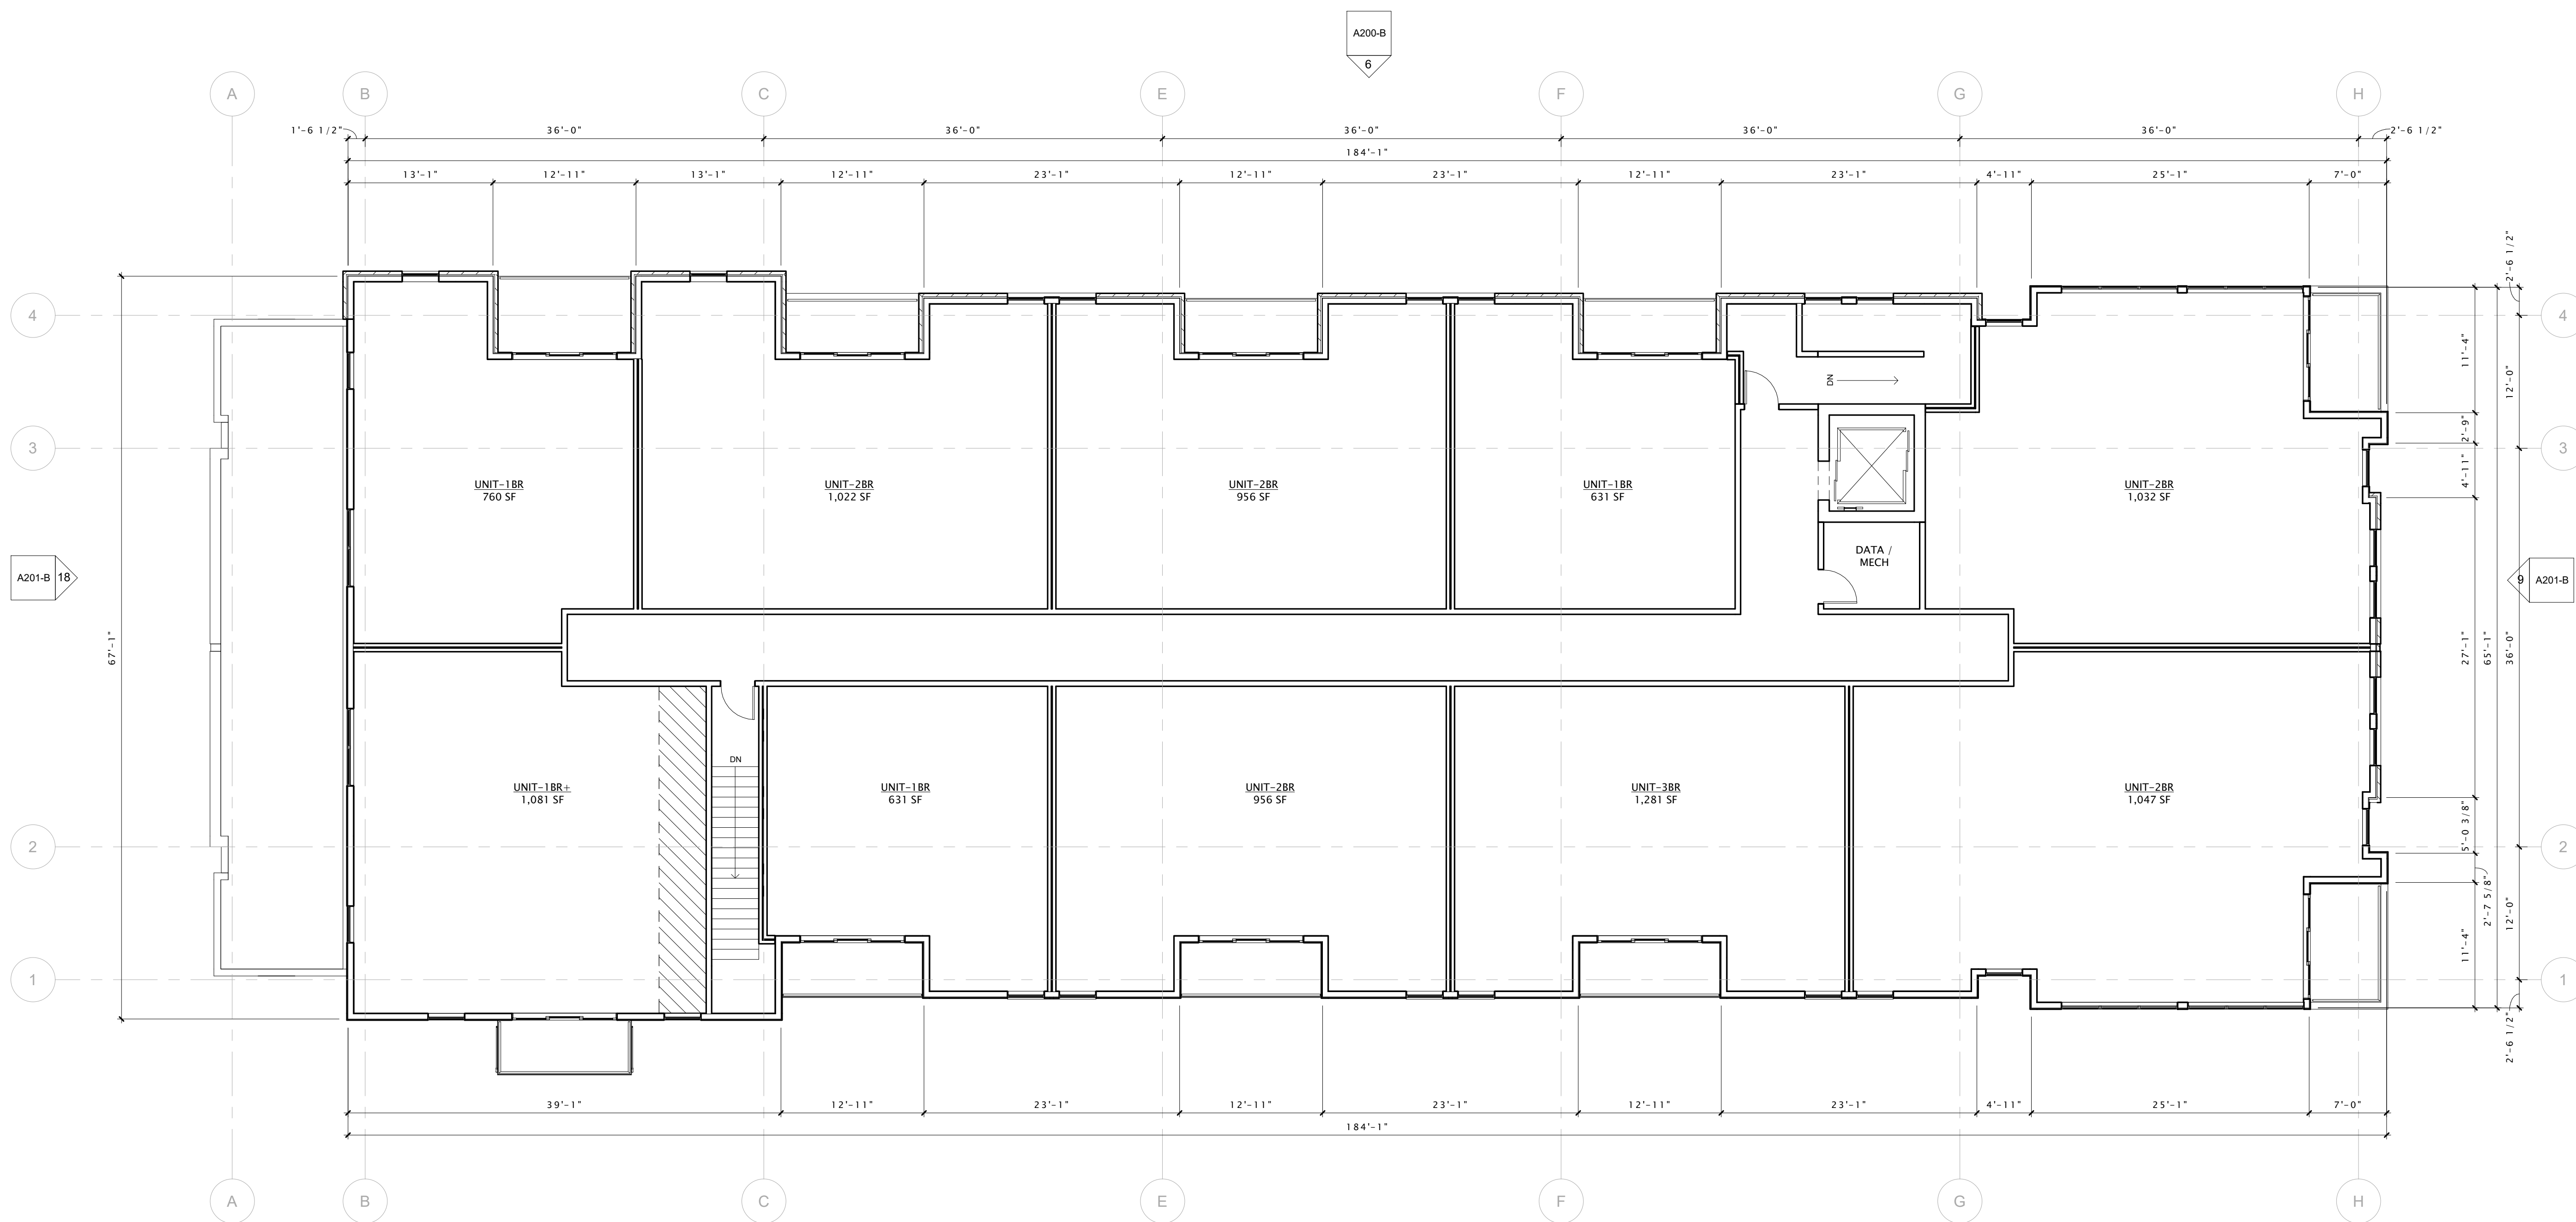 A200-B
6
A
B
C
E
F
G
H
1'-6 1/2"
36'-0"
36'-0"
36'-0"
36'-0"
36'-0"
2'-6 1/2"
184'-1"
13'-1"
12'-11"
13'-1"
12'-11"
23'-1"
12'-11"
23'-1"
12'-11"
23'-1"
4'-11"
25'-1"
7'-0"
2'-6 1/2"
4
4
11'-4"
12'-0"
DN
2'-9"
3
3
4'-11"
UNIT-1BR
760 SF
UNIT-2BR
1,022 SF
UNIT-2BR
956 SF
UNIT-1BR
631 SF
UNIT-2BR
1,032 SF
DATA /
MECH
A201-B
18
9
A201-B
67'-1"
27'-1"
65'-1"
36'-0"
DN
UNIT-1BR+
1,081 SF
UNIT-1BR
631 SF
UNIT-2BR
956 SF
UNIT-3BR
1,281 SF
UNIT-2BR
1,047 SF
5'-0 3/8"
2
2
2'-7 5/8"
12'-0"
11'-4"
1
1
2'-6 1/2"
39'-1"
12'-11"
23'-1"
12'-11"
23'-1"
12'-11"
23'-1"
4'-11"
25'-1"
7'-0"
184'-1"
A
B
C
E
F
G
H